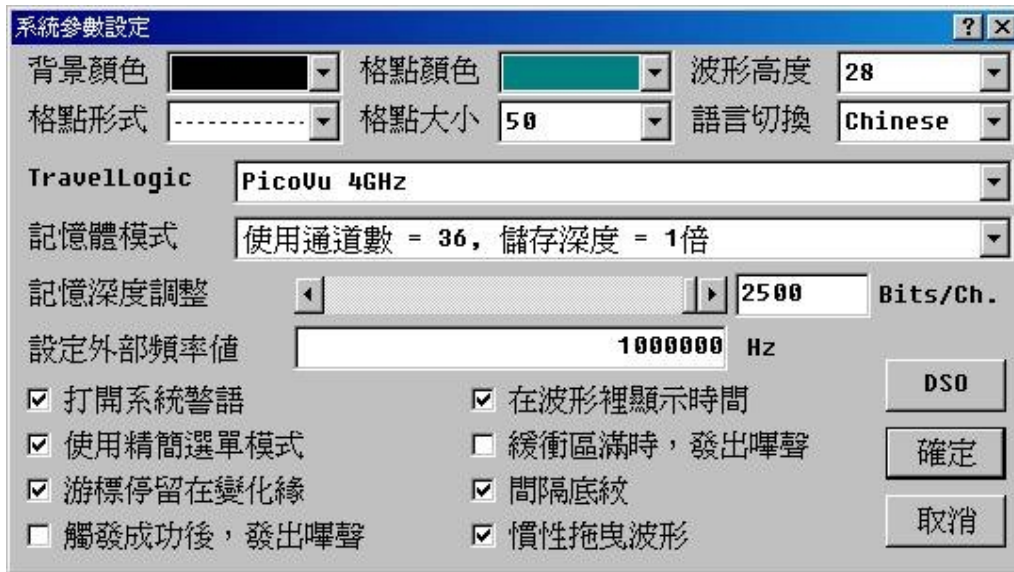 系統參數設定
背景顏色 格點顏色 波形高度 28
格點形式 格點大小 50 語言切換 Chinese
TravelLogic PicoVu 4GHz
記憶體模式 使用通道數 = 36, 儲存深度 = 1倍
記憶深度調整 2500 Bits/Ch.
設定外部頻率值 1000000 Hz
DSO
打開系統警語 在波形裡顯示時間
使用精簡選單模式 緩衝區滿時，發出嗶聲
確定
游標停留在變化緣 間隔底紋
取消
觸發成功後，發出嗶聲 慣性拖曳波形